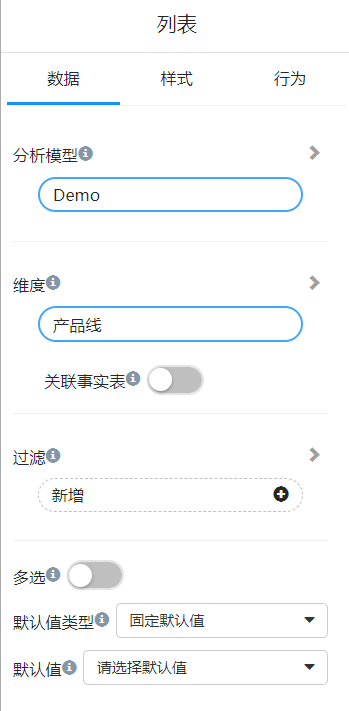 列表
数据 样式 行为
分析模型
Demo
维度
产品线
关联事实表
过滤
新增
多选
默认值类型 固定默认值
默认值 请选择默认值